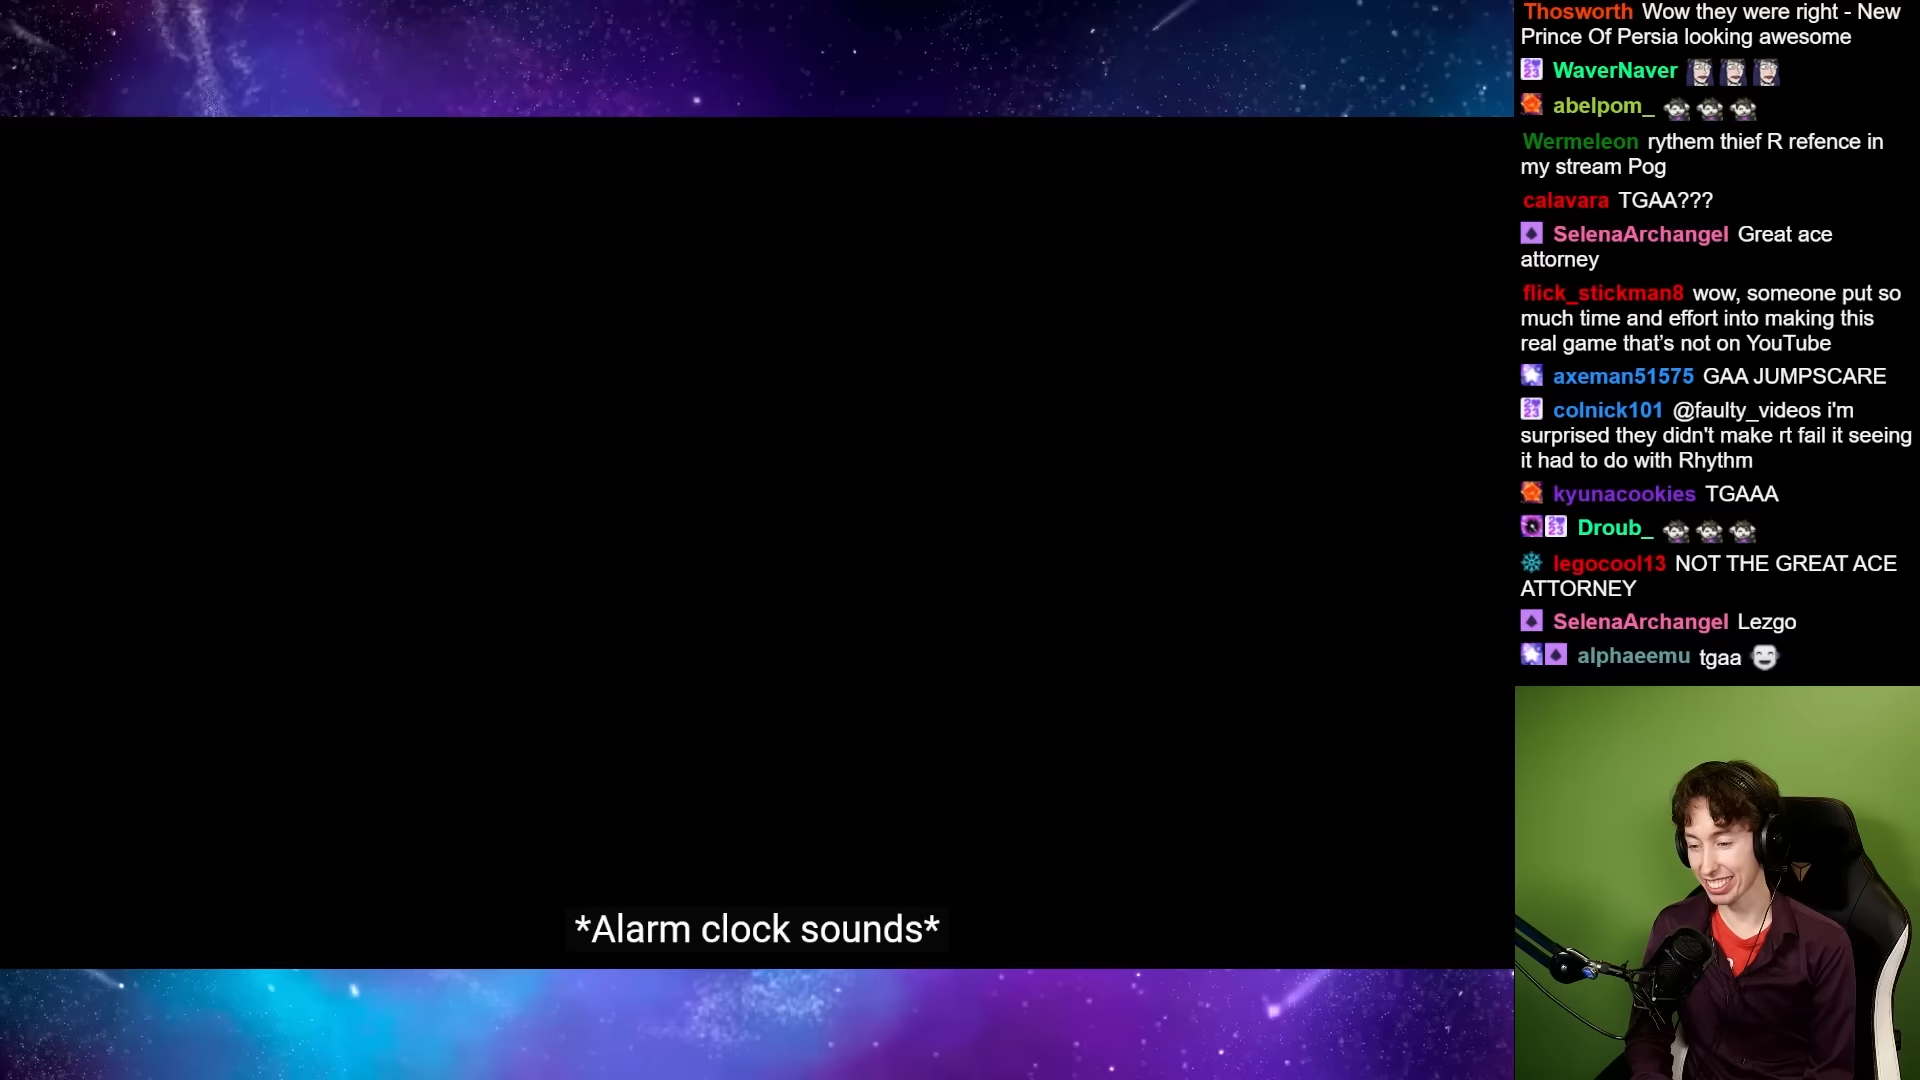 Thosworth Wow they were right - New
Prince Of Persia looking awesome
WaverNaver
abelpom_
Wermeleon rythem thief R refence in
my stream Pog
calavara TGAA???
SelenaArchangel Great ace
attorney
flick_stickman8 wow, someone put so
much time and effort into making this
real game that’s not on YouTube
axeman51575 GAA JUMPSCARE
colnick101 @faulty_videos i'm
surprised they didn't make rt fail it seeing
it had to do with Rhythm
kyunacookies TGAAA
Droub_
legocool13 NOT THE GREAT ACE
ATTORNEY
SelenaArchangel Lezgo
alphaeemu tgaa
*Alarm clock sounds*